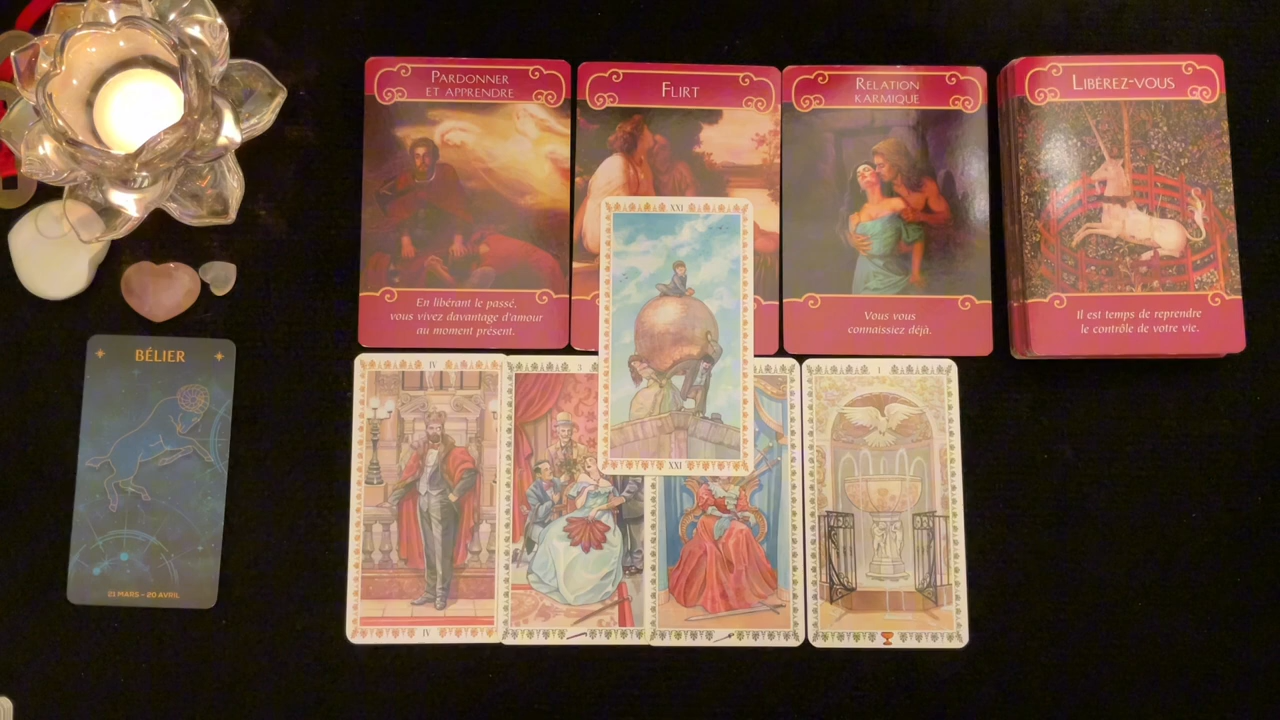 PARDONNER
ET APPRENDRE
En libérant le passé,
vous vivez davantage d'amour
au moment présent.
FLIRT
RELATION
KARMIQUE
Vous vous
connaissiez déjà.
LIBÉREZ-VOUS
Il est temps de reprendre
le contrôle de votre vie.
XXI
XXI
BÉLIER
21 MARS – 20 AVRIL
IV
IV
3
1